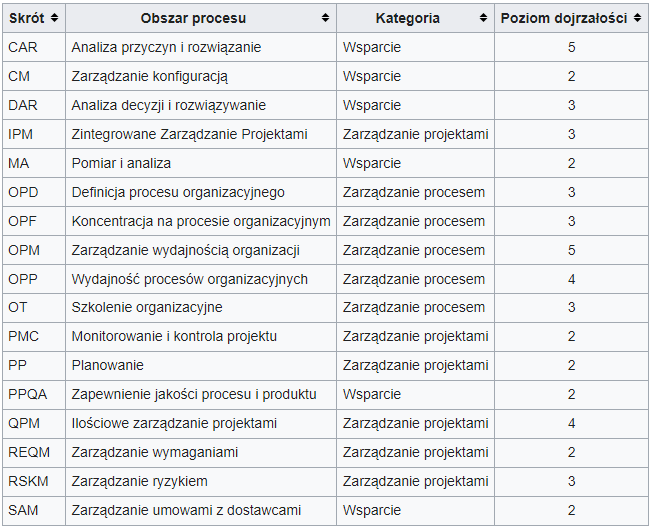 Skrót Obszar procesu Kategoria Poziom dojrzałości
CAR Analiza przyczyn i rozwiązanie Wsparcie 5
CM Zarządzanie konfiguracją Wsparcie 2
DAR Analiza decyzji i rozwiązywanie Wsparcie 3
IPM Zintegrowane Zarządzanie Projektami Zarządzanie projektami 3
MA Pomiar i analiza Wsparcie 2
OPD Definicja procesu organizacyjnego Zarządzanie procesem 3
OPF Koncentracja na procesie organizacyjnym Zarządzanie procesem 3
OPM Zarządzanie wydajnością organizacji Zarządzanie procesem 5
OPP Wydajność procesów organizacyjnych Zarządzanie procesem 4
OT Szkolenie organizacyjne Zarządzanie procesem 3
PMC Monitorowanie i kontrola projektu Zarządzanie projektami 2
PP Planowanie Zarządzanie projektami 2
PPQA Zapewnienie jakości procesu i produktu Wsparcie 2
QPM Ilościowe zarządzanie projektami Zarządzanie projektami 4
REQM Zarządzanie wymaganiami Zarządzanie projektami 2
RSKM Zarządzanie ryzykiem Zarządzanie projektami 3
SAM Zarządzanie umowami z dostawcami Wsparcie 2